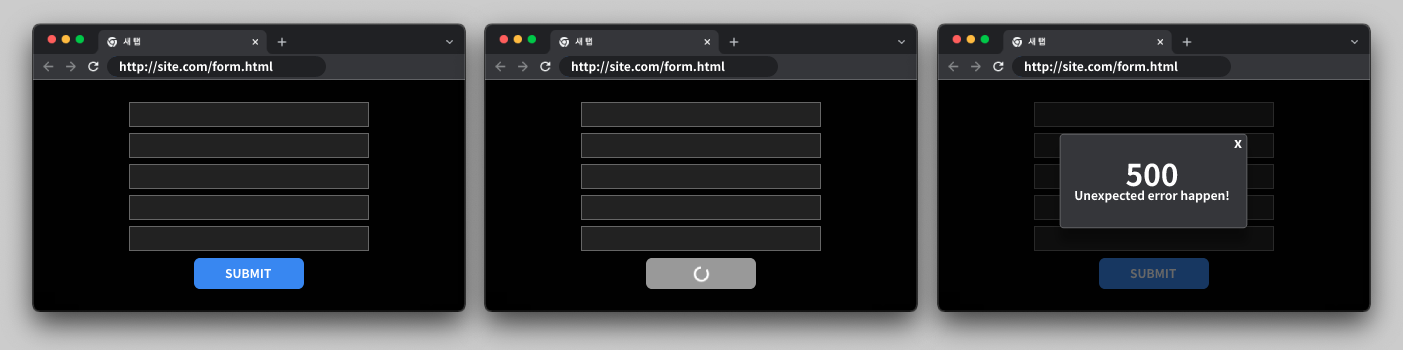 새 탭
http://site.com/form.html
SUBMIT
새 탭
http://site.com/form.html
새 탭
http://site.com/form.html
X
500
Unexpected error happen!
SUBMIT